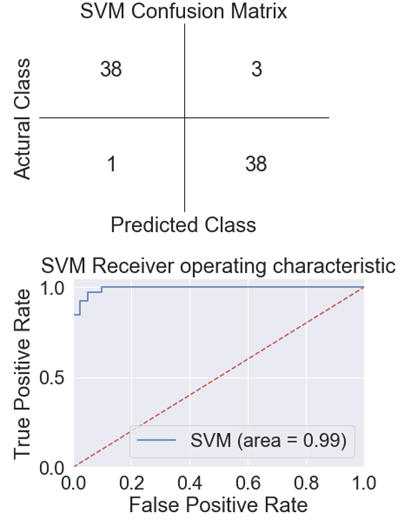 SVM Confusion Matrix
Actural Class
38 3
1 38
Predicted Class
SVM Receiver operating characteristic
True Positive Rate
1.0
0.5
0.0
SVM (area = 0.99)
0.0 0.2 0.4 0.6 0.8 1.0
False Positive Rate